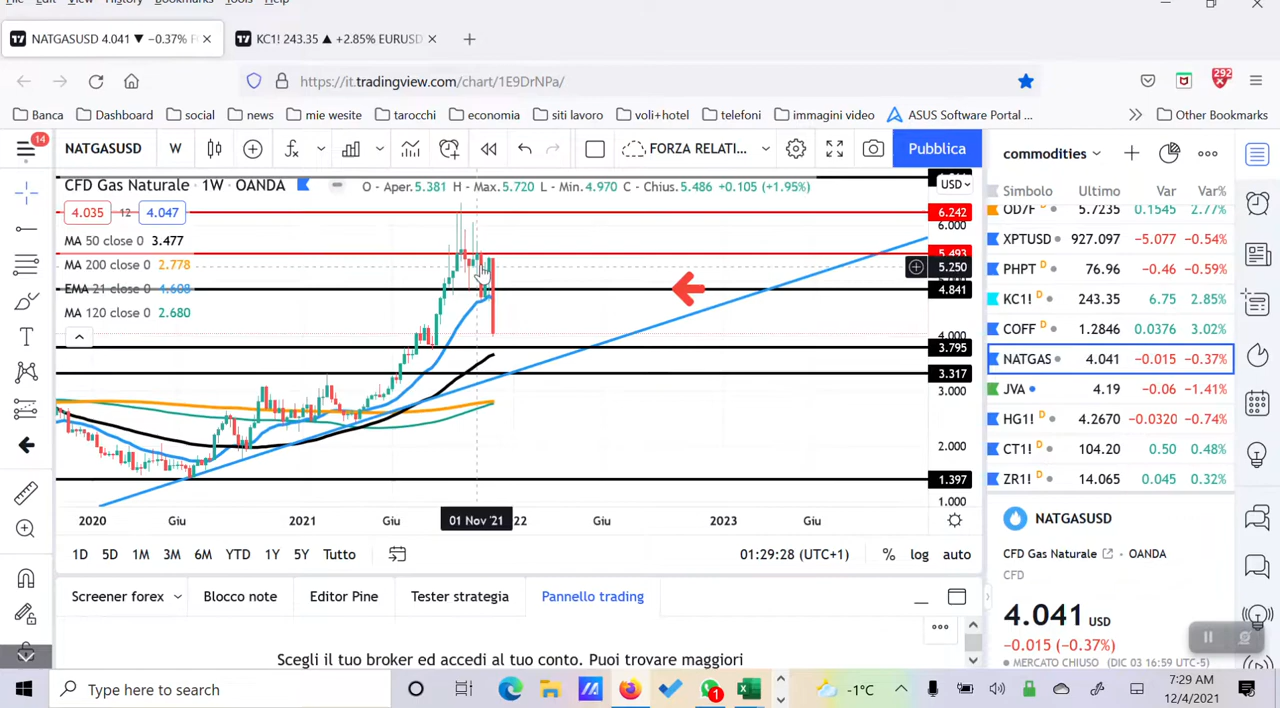 File Edit View History Bookmarks Tools Help
NATGASUSD 4.041 ▼ −0.37%
KC1! 243.35 ▲ +2.85% EURUSD
https://it.tradingview.com/chart/1E9DrNPa/
292
Banca Dashboard social news mie wesite tarocchi economia siti lavoro voli+hotel telefoni immagini video ASUS Software Portal ... Other Bookmarks
14
NATGASUSD W FORZA RELATI... Pubblica commodities
CFD Gas Naturale · 1W · OANDA O - Aper.5.381 H - Max.5.720 L - Min.4.970 C - Chius.5.486 +0.105 (+1.95%)
USD
4.035 12 4.047
MA 50 close 0 3.477
MA 200 close 0 2.778
EMA 21 close 0 4.608
MA 120 close 0 2.680
6.242
6.000
5.493
5.250
4.841
4.000
3.795
3.317
3.000
2.000
1.397
1.000
2020 Giu 2021 Giu 01 Nov '21 22 Giu 2023 Giu
1D 5D 1M 3M 6M YTD 1Y 5Y Tutto 01:29:28 (UTC+1) % log auto
Screener forex Blocco note Editor Pine Tester strategia Pannello trading
Scegli il tuo broker ed accedi al tuo conto. Puoi trovare maggiori
Simbolo Ultimo Var Var%
5.7235 0.1545 2.77%
XPTUSD 927.097 −5.077 −0.54%
PHPT D 76.96 −0.46 −0.59%
KC1! D 243.35 6.75 2.85%
COFF D 1.2846 0.0376 3.02%
NATGAS 4.041 −0.015 −0.37%
JVA 4.19 −0.06 −1.41%
HG1! D 4.2670 −0.0320 −0.74%
CT1! D 104.20 0.50 0.48%
ZR1! D 14.065 0.045 0.32%
NATGASUSD
CFD Gas Naturale · OANDA
CFD
4.041 USD
−0.015 (−0.37%)
MERCATO CHIUSO (DIC 03 16:59 UTC-5)
Type here to search
1
-1°C
7:29 AM
12/4/2021